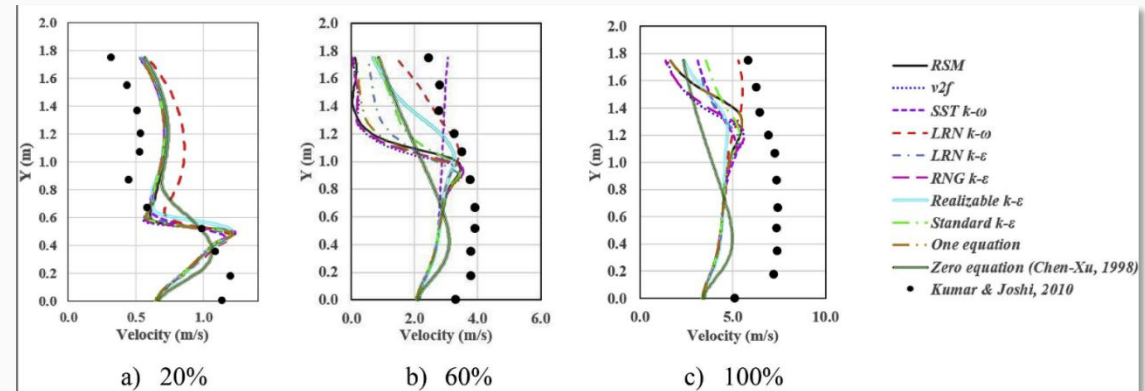 2.0
1.8
1.6
1.4
1.2
1.0
0.8
0.6
0.4
0.2
0.0
Y (m)
0.0 0.5 1.0
Velocity (m/s)
a) 20%
2.0
1.8
1.6
1.4
1.2
1.0
0.8
0.6
0.4
0.2
0.0
Y (m)
0.0 2.0 4.0 6.0
Velocity (m/s)
b) 60%
2.0
1.8
1.6
1.4
1.2
1.0
0.8
0.6
0.4
0.2
0.0
Y (m)
0.0 5.0 10.0
Velocity (m/s)
c) 100%
RSM
v2f
SST k-ω
LRN k-ω
LRN k-ε
RNG k-ε
Realizable k-ε
Standard k-ε
One equation
Zero equation (Chen-Xu, 1998)
Kumar & Joshi, 2010